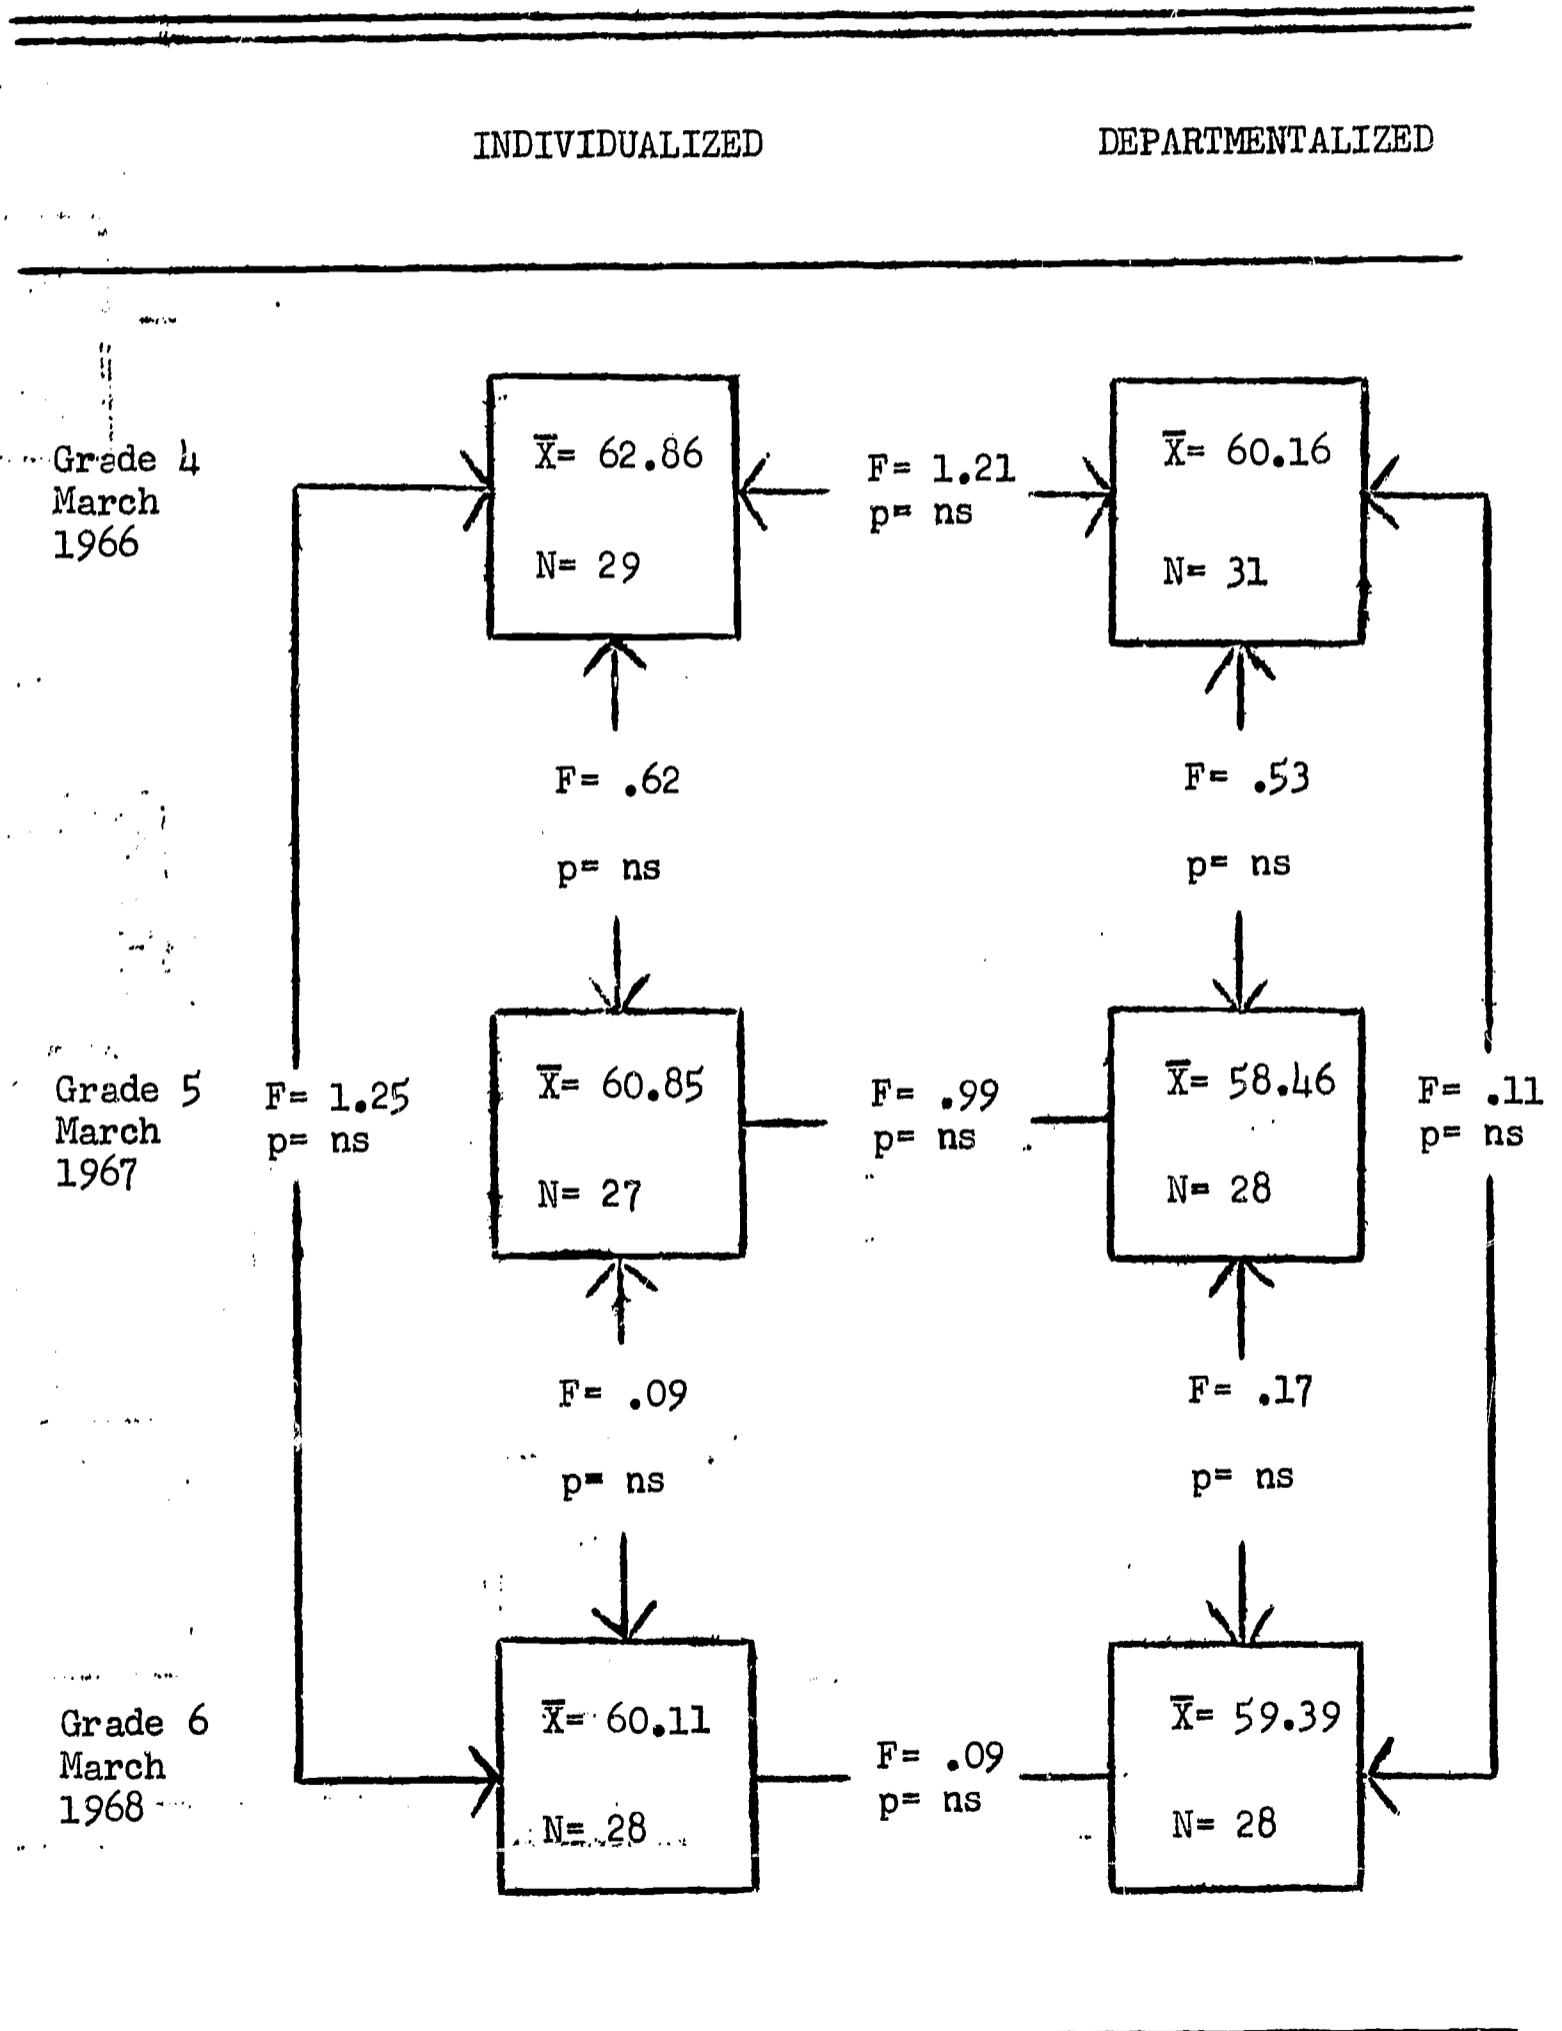 INDIVIDUALIZED DEPARTMENTALIZED
Grade 4
March
1966
X̅= 62.86
N= 29
F= 1.21
p= ns
X̅= 60.16
N= 31
F= .62
p= ns
F= .53
p= ns
Grade 5
March
1967
F= 1.25
p= ns
X̅= 60.85
N= 27
F= .99
p= ns
X̅= 58.46
N= 28
F= .11
p= ns
F= .09
p= ns
F= .17
p= ns
Grade 6
March
1968
X̅= 60.11
N= 28
F= .09
p= ns
X̅= 59.39
N= 28